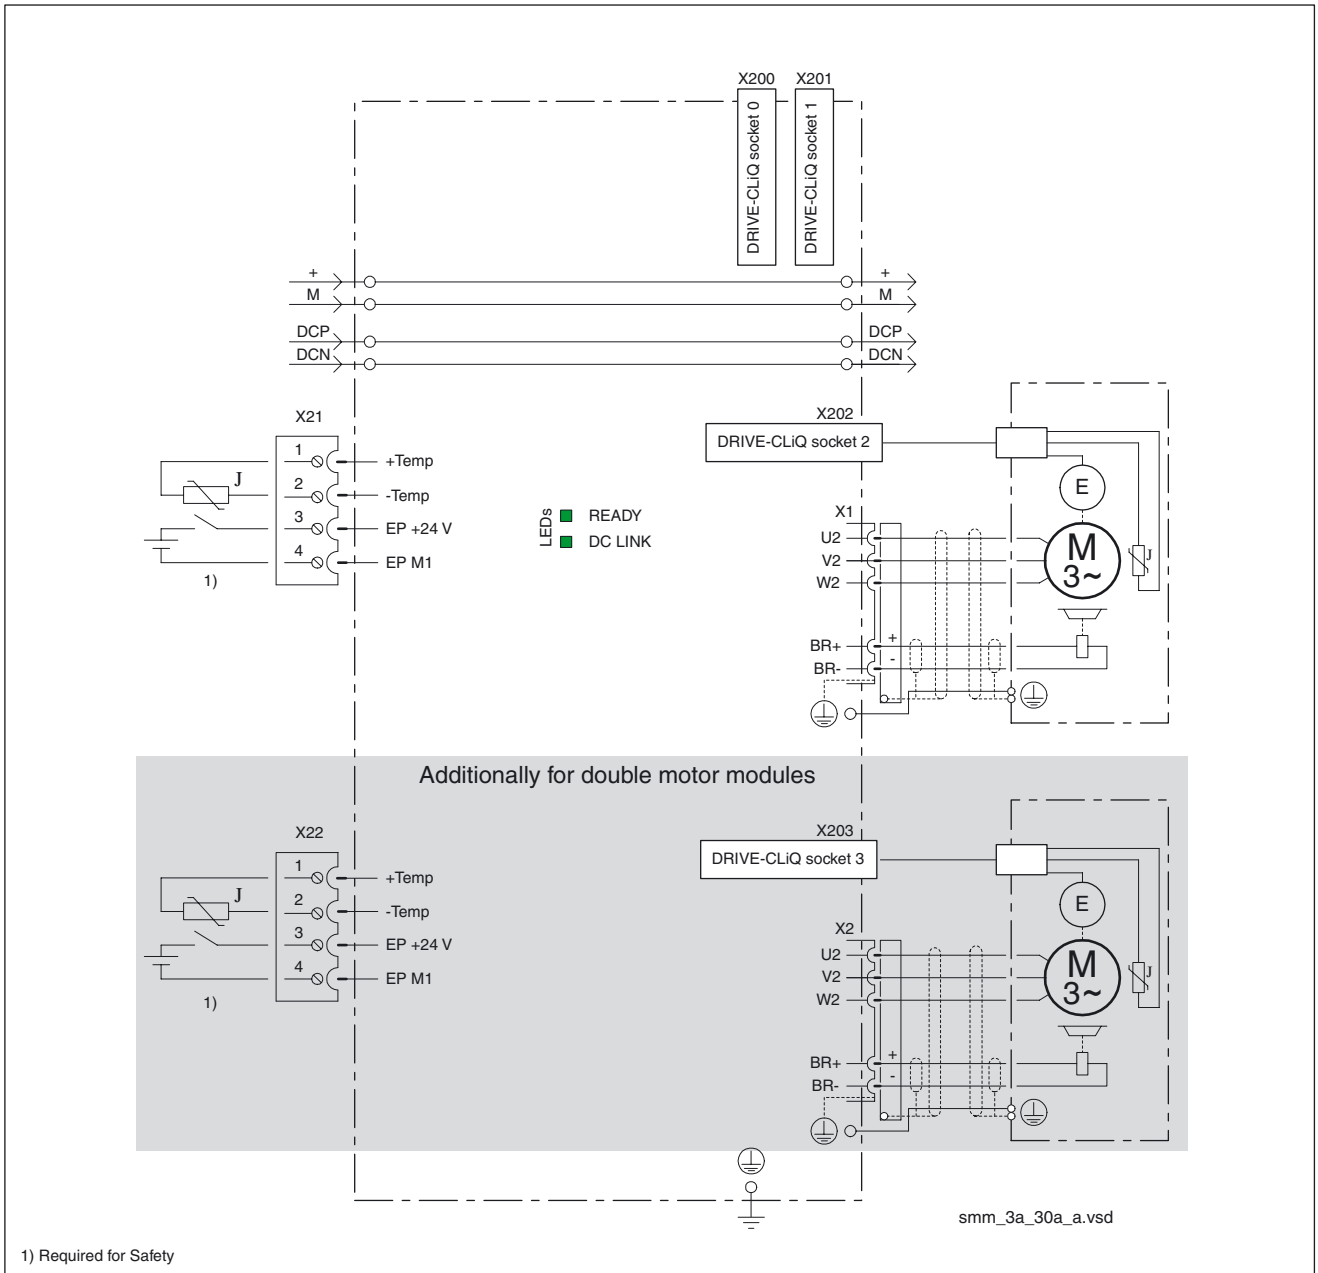 X200 X201
DRIVE-CLiQ socket 0
DRIVE-CLiQ socket 1
+ +
M M
DCP DCP
DCN DCN
X21
1 +Temp
2 -Temp
3 EP +24 V
4 EP M1
J
1)
LEDs
READY
DC LINK
X202
DRIVE-CLiQ socket 2
E
X1
U2
V2
W2
M
3~
J
BR+ +
BR- -
Additionally for double motor modules
X22
1 +Temp
2 -Temp
3 EP +24 V
4 EP M1
J
1)
X203
DRIVE-CLiQ socket 3
E
X2
U2
V2
W2
M
3~
J
BR+ +
BR- -
smm_3a_30a_a.vsd
1) Required for Safety